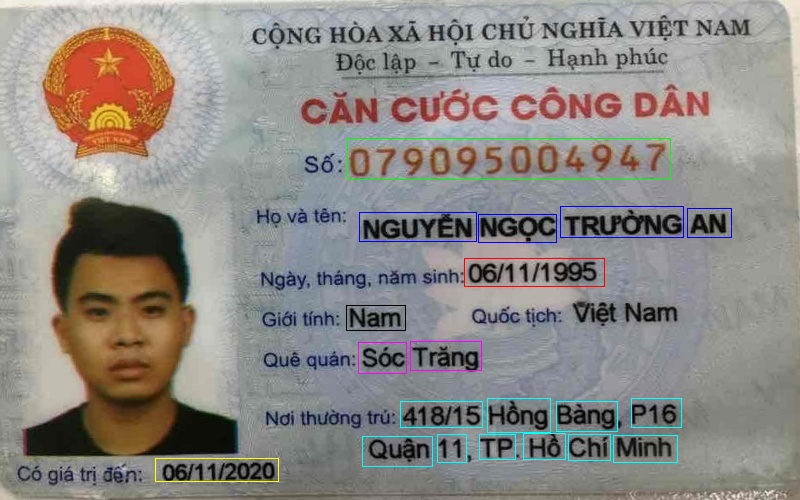 CỘNG HÒA XÃ HỘI CHỦ NGHĨA VIỆT NAM
Độc lập - Tự do - Hạnh phúc
CĂN CƯỚC CÔNG DÂN
Số: 079095004947
Họ và tên: NGUYỄN NGỌC TRƯỜNG AN
Ngày, tháng, năm sinh: 06/11/1995
Giới tính: Nam Quốc tịch: Việt Nam
Quê quán: Sóc Trăng
Nơi thường trú: 418/15 Hồng Bàng, P16
Quận 11, TP. Hồ Chí Minh
Có giá trị đến: 06/11/2020
VIỆT NAM